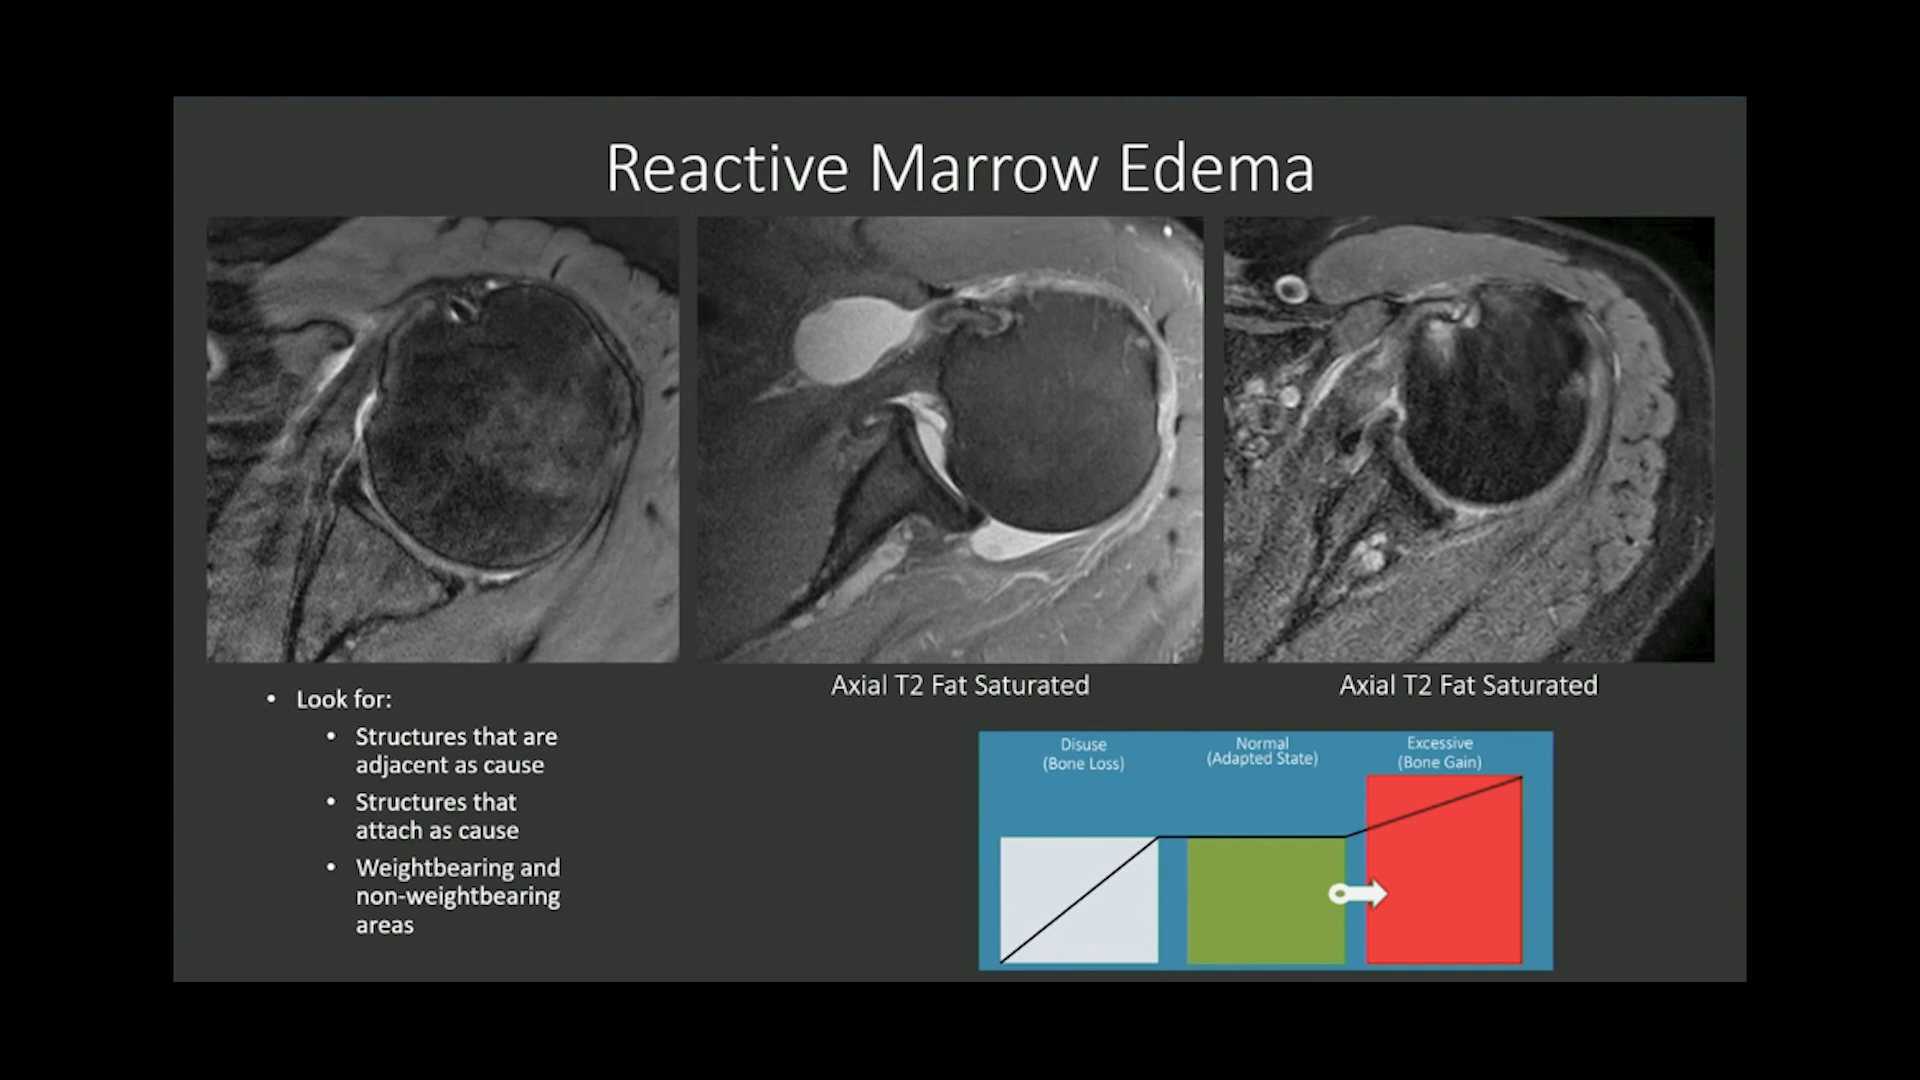 Reactive Marrow Edema
Axial T2 Fat Saturated
Axial T2 Fat Saturated
• Look for:
• Structures that are
adjacent as cause
• Structures that
attach as cause
• Weightbearing and
non-weightbearing
areas
Disuse
(Bone Loss)
Normal
(Adapted State)
Excessive
(Bone Gain)